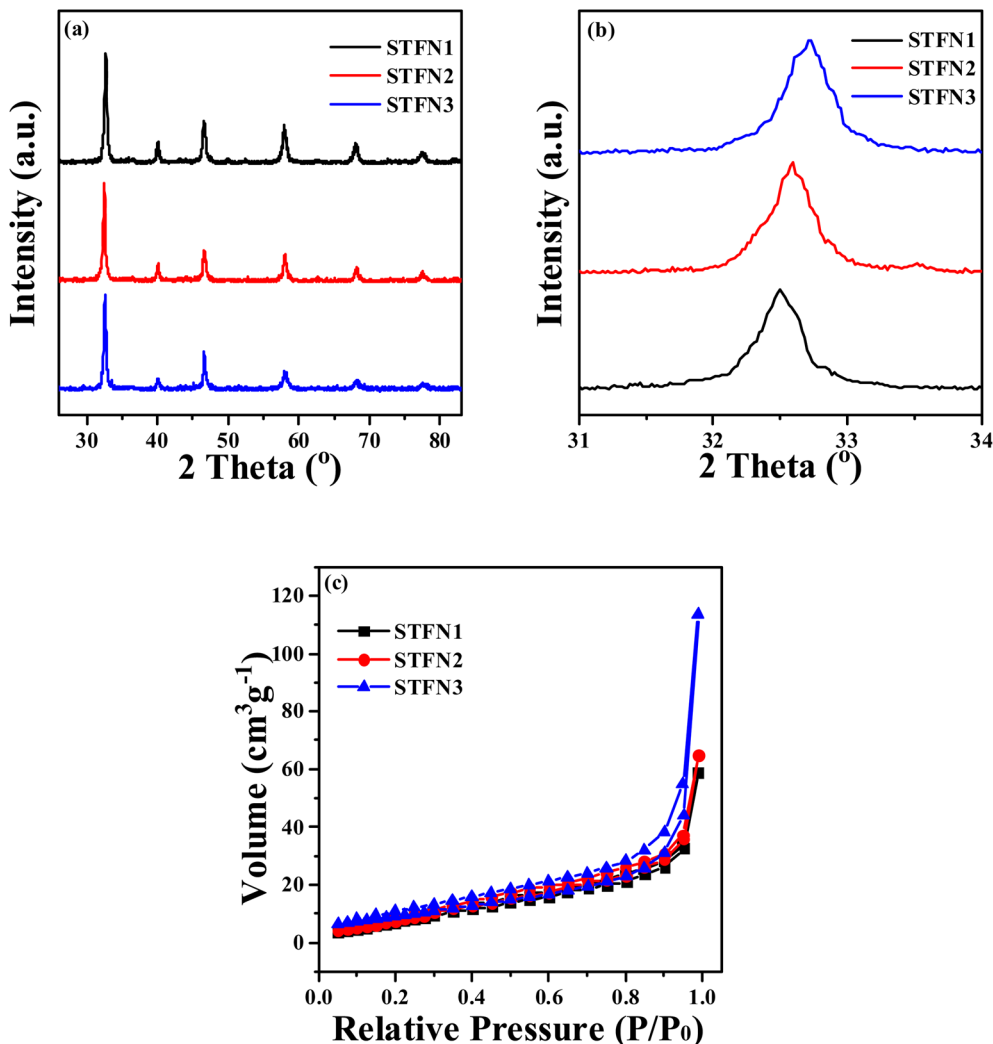 (a)
STFN1
STFN2
STFN3
Intensity (a.u.)
30 40 50 60 70 80
2 Theta (º)
(b)
STFN1
STFN2
STFN3
Intensity (a.u.)
31 32 33 34
2 Theta (º)
(c)
STFN1
STFN2
STFN3
Volume (cm³g⁻¹)
120
100
80
60
40
20
0
0.0 0.2 0.4 0.6 0.8 1.0
Relative Pressure (P/P₀)